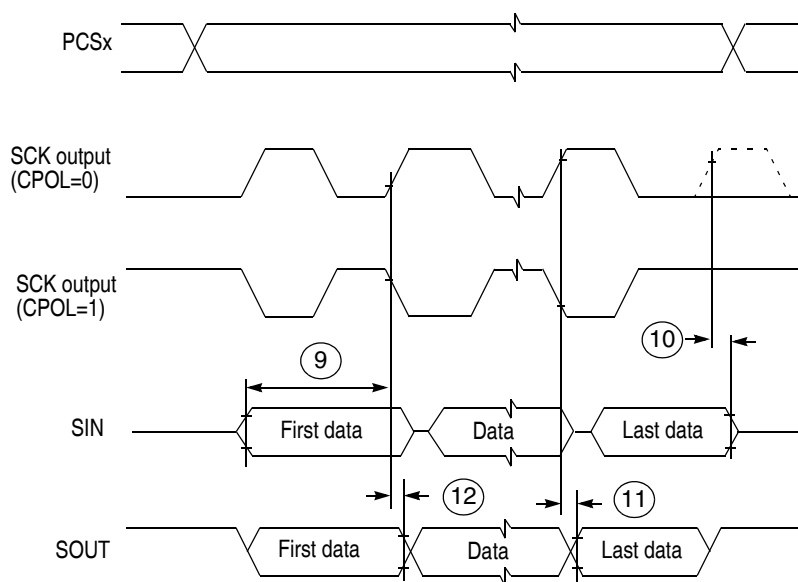 PCSx
SCK output
(CPOL=0)
SCK output
(CPOL=1)
10
9
SIN
First data
Data
Last data
12
11
SOUT
First data
Data
Last data